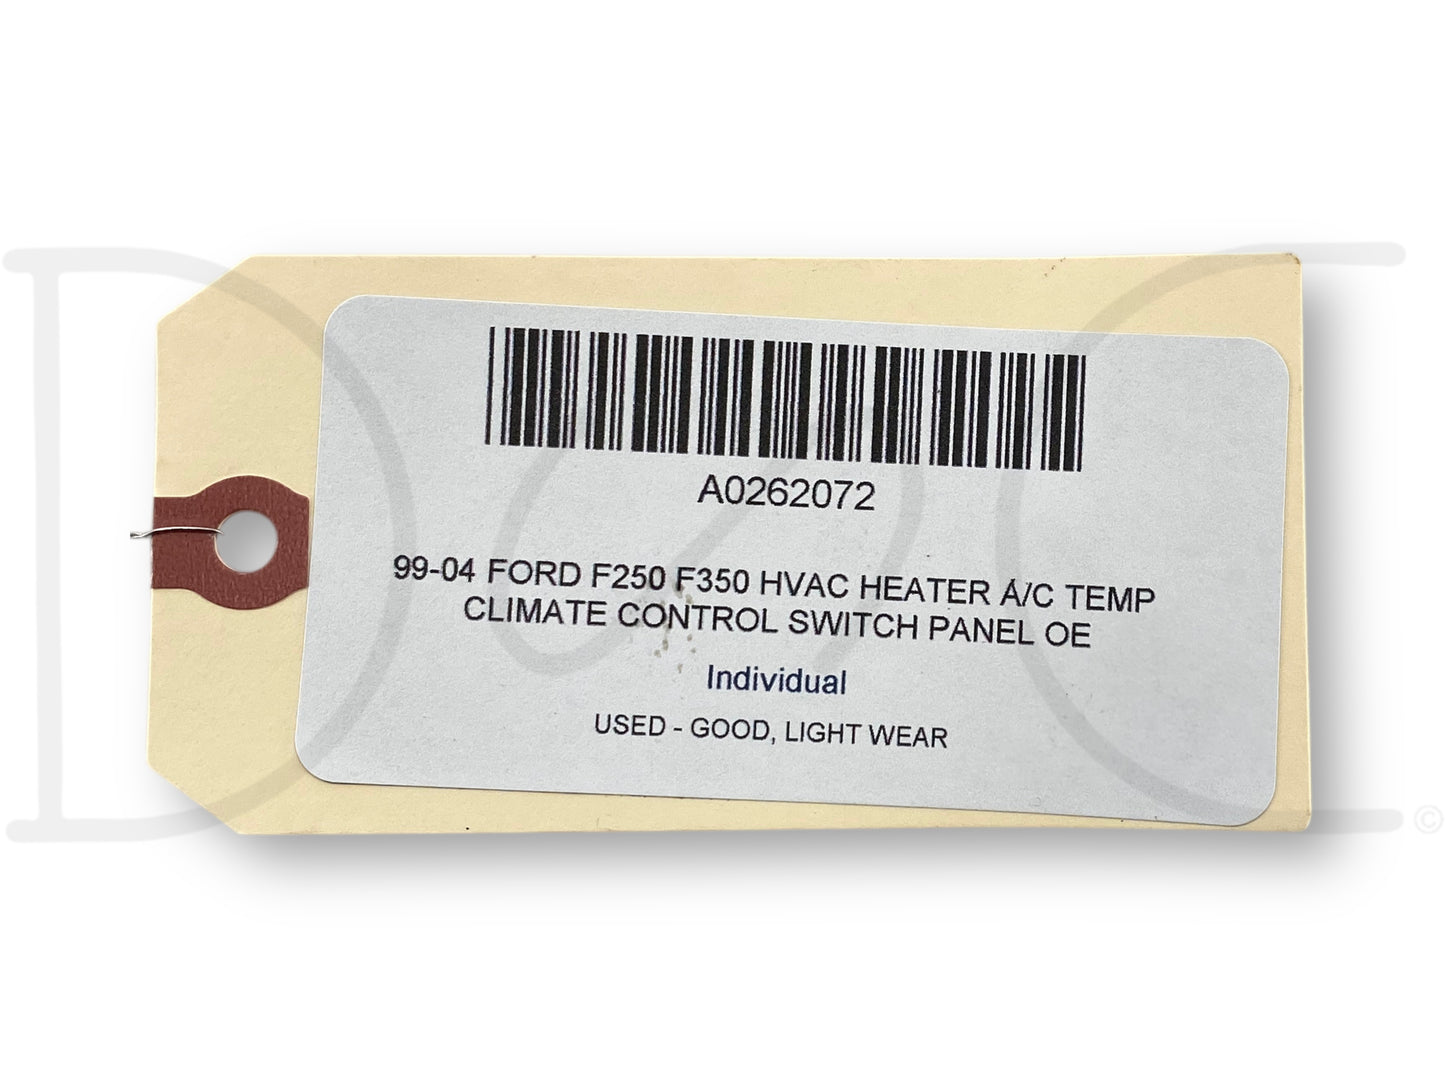 A0262072
99-04 FORD F250 F350 HVAC HEATER A/C TEMP
CLIMATE CONTROL SWITCH PANEL OE
Individual
USED - GOOD, LIGHT WEAR
©